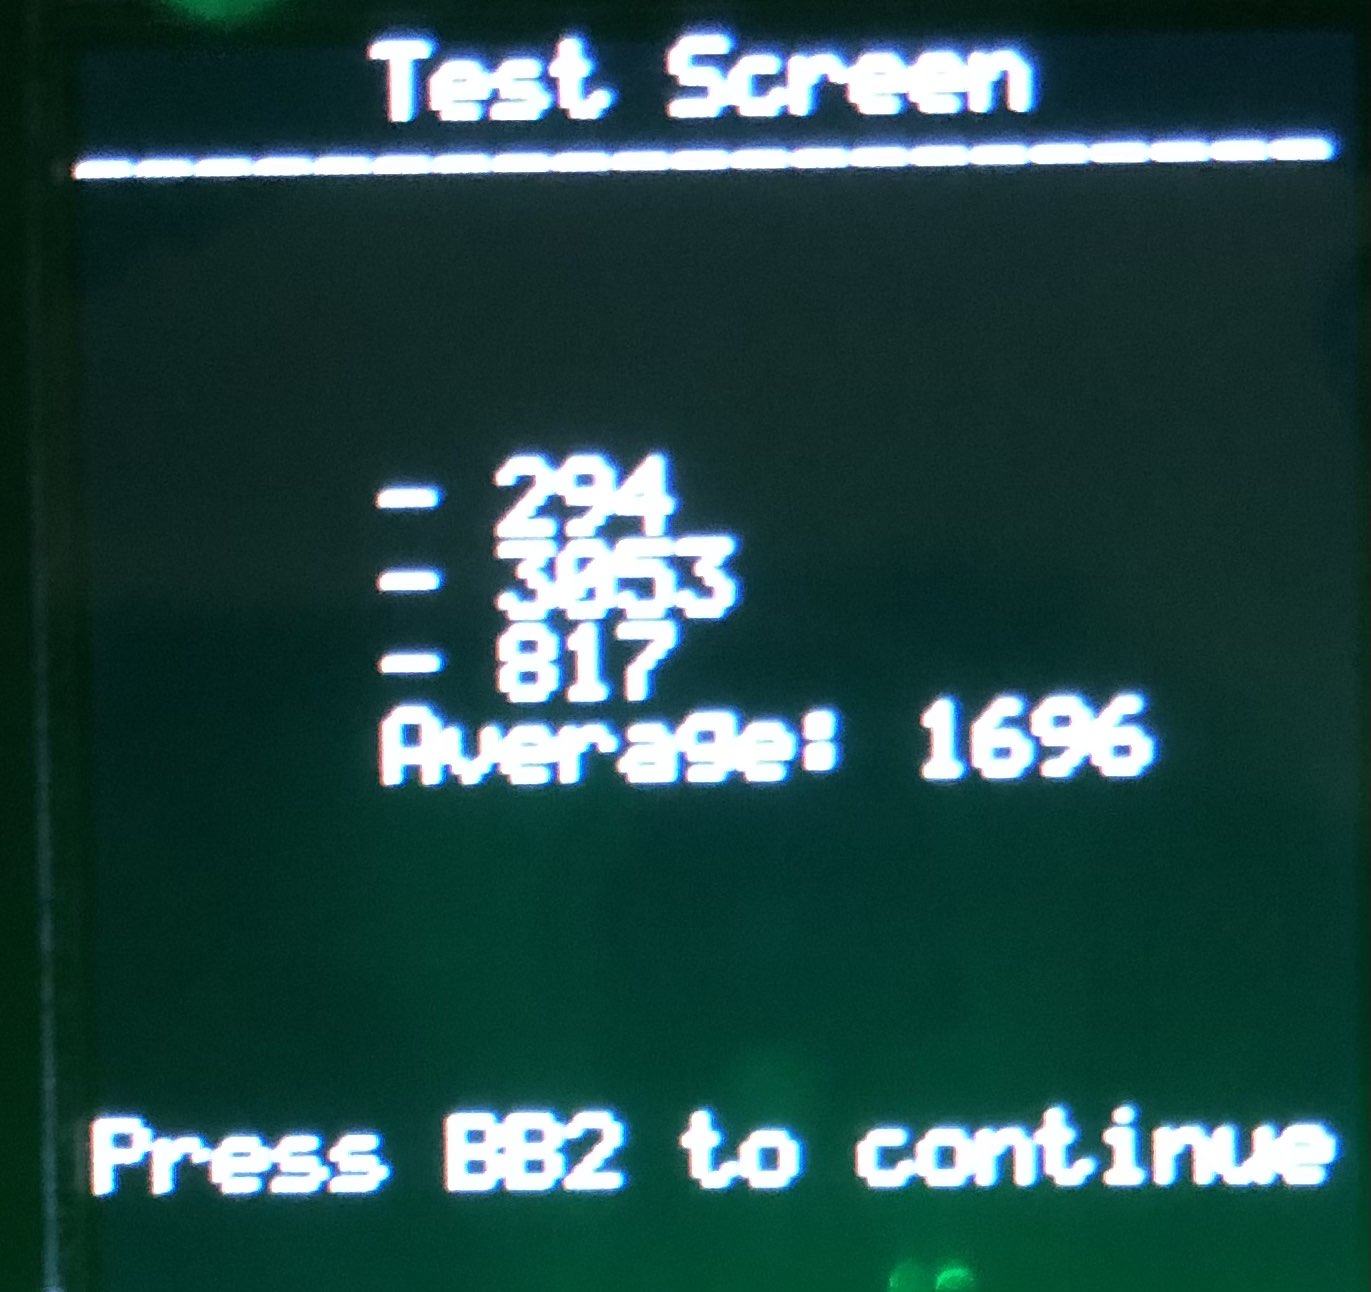 Test Screen
---------------------
- 294
- 3053
- 817
Average: 1696
Press BB2 to continue